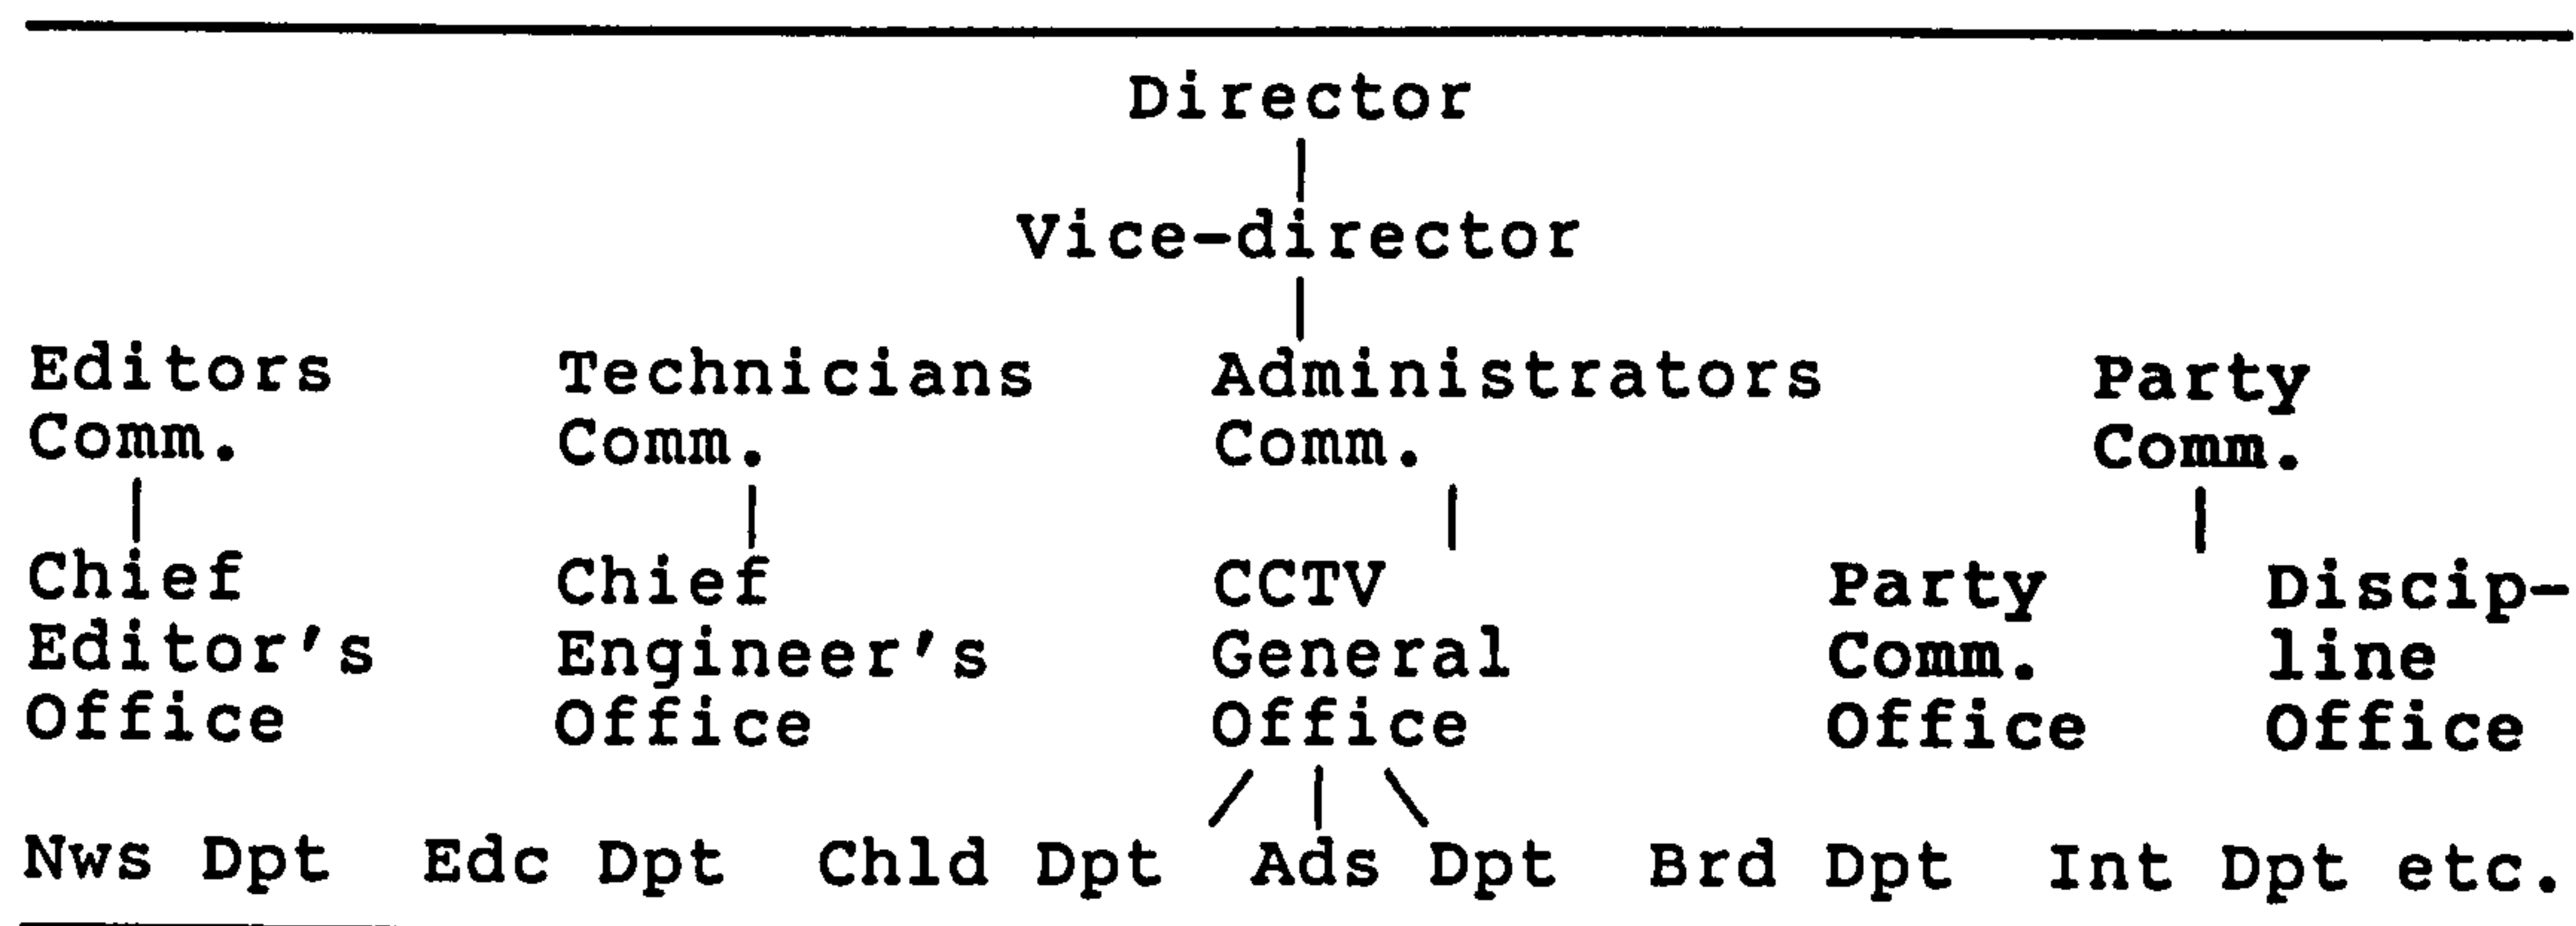 Director
Vice-director
Editors Technicians Administrators Party
Comm. Comm. Comm. Comm.
Chief Chief CCTV Party Discip-
Editor's Engineer's General Comm. line
Office Office Office Office Office
Nws Dpt Edc Dpt Chld Dpt Ads Dpt Brd Dpt Int Dpt etc.